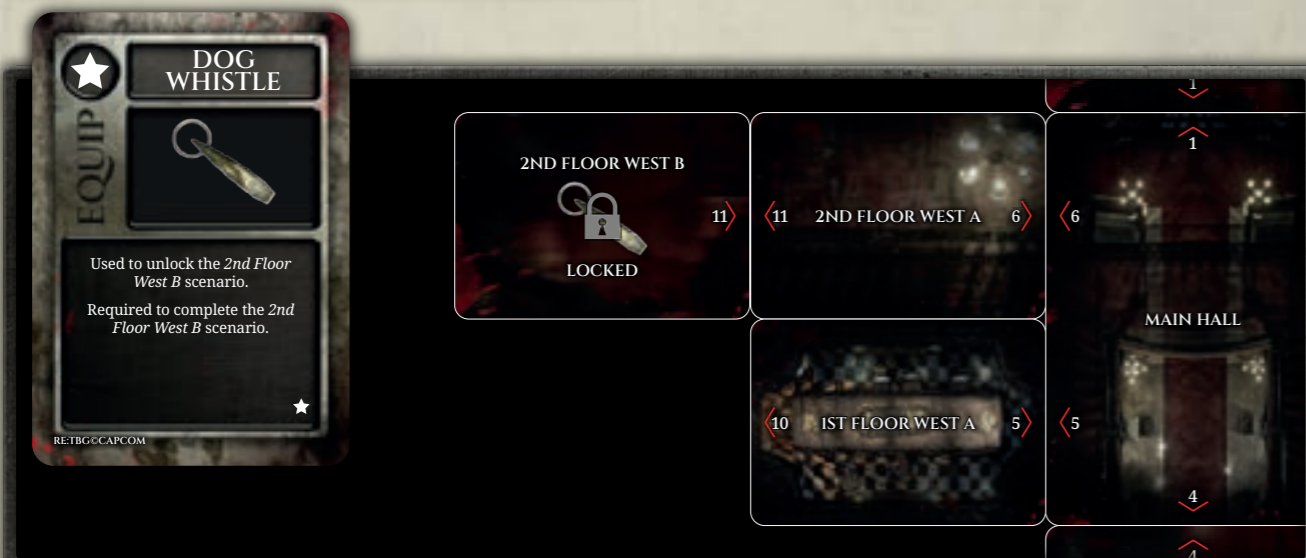 DOG
WHISTLE
EQUIP
Used to unlock the 2nd Floor
West B scenario.
Required to complete the 2nd
Floor West B scenario.
RE:TBG©CAPCOM
1
1
2ND FLOOR WEST B
LOCKED
11
11 2ND FLOOR WEST A 6
6
MAIN HALL
10 1ST FLOOR WEST A 5
5
4
4